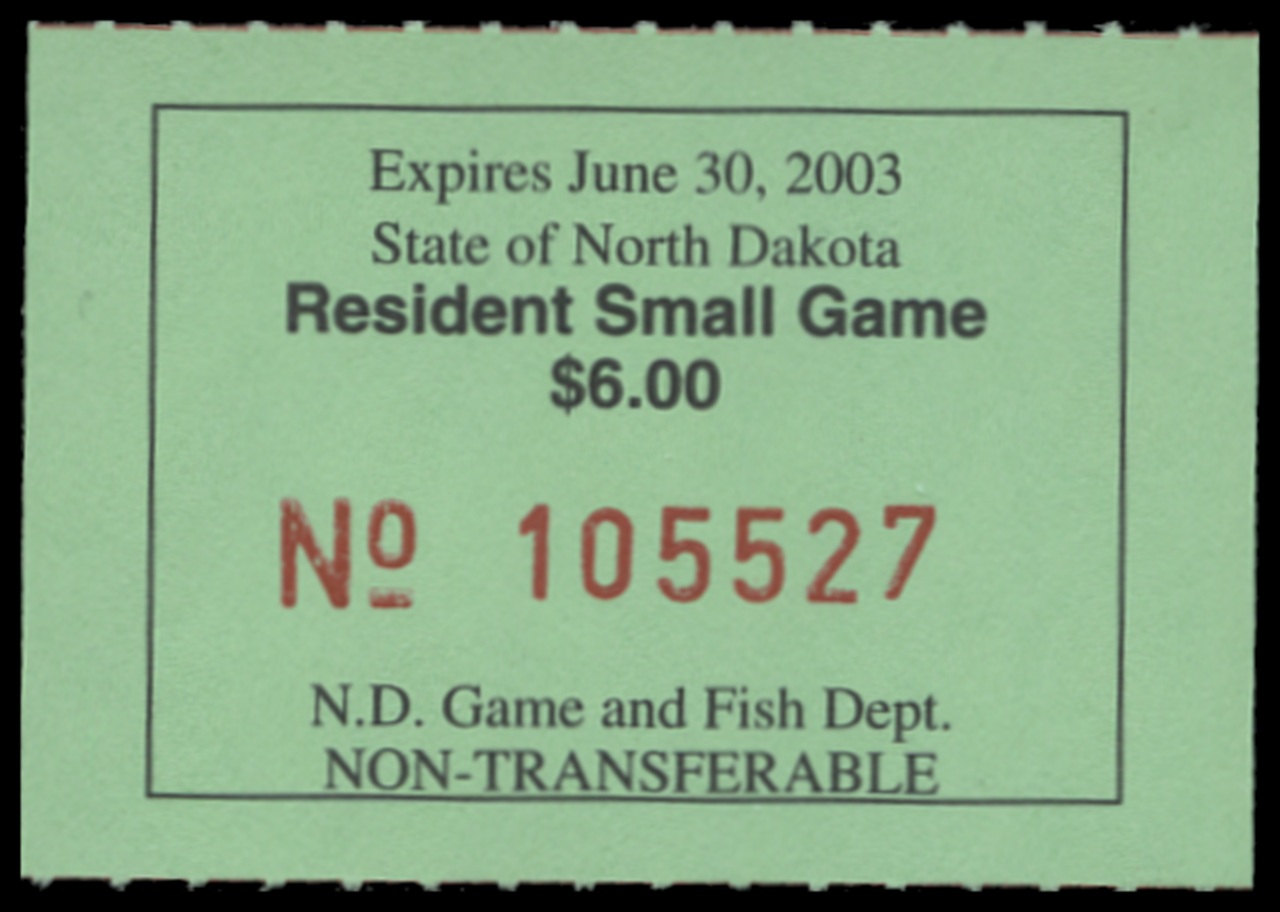 Expires June 30, 2003
State of North Dakota
Resident Small Game
$6.00
Nº 105527
N.D. Game and Fish Dept.
NON-TRANSFERABLE